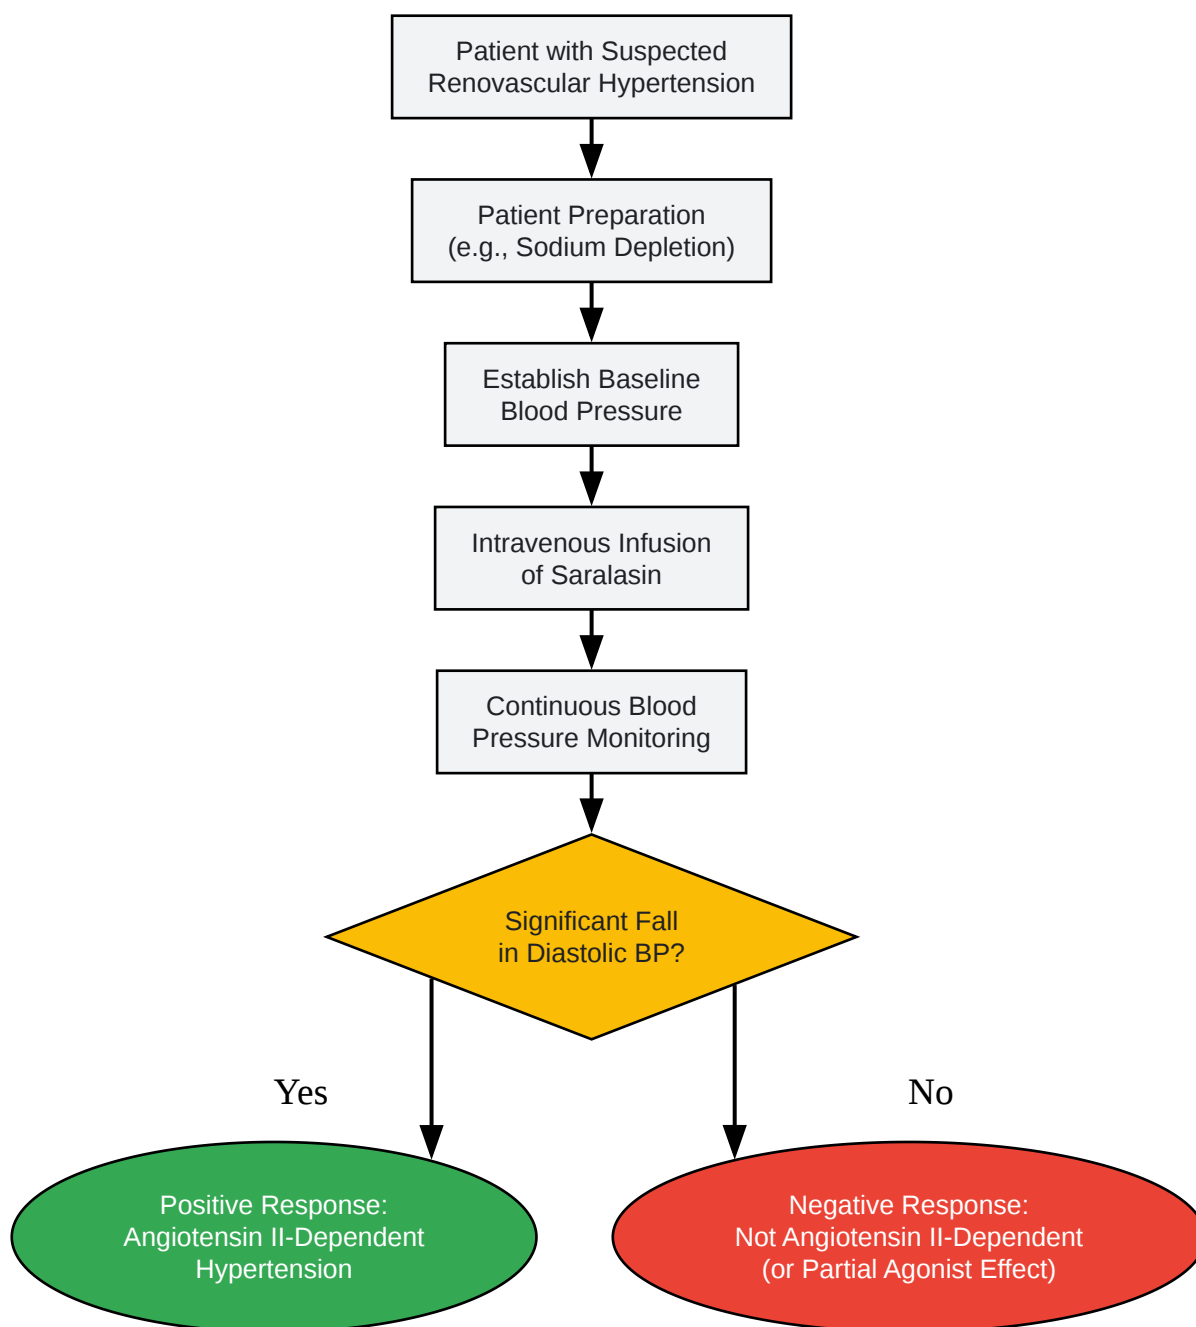 Patient with Suspected
Renovascular Hypertension
Patient Preparation
(e.g., Sodium Depletion)
Establish Baseline
Blood Pressure
Intravenous Infusion
of Saralasin
Continuous Blood
Pressure Monitoring
Significant Fall
in Diastolic BP?
Yes
No
Positive Response:
Angiotensin II-Dependent
Hypertension
Negative Response:
Not Angiotensin II-Dependent
(or Partial Agonist Effect)